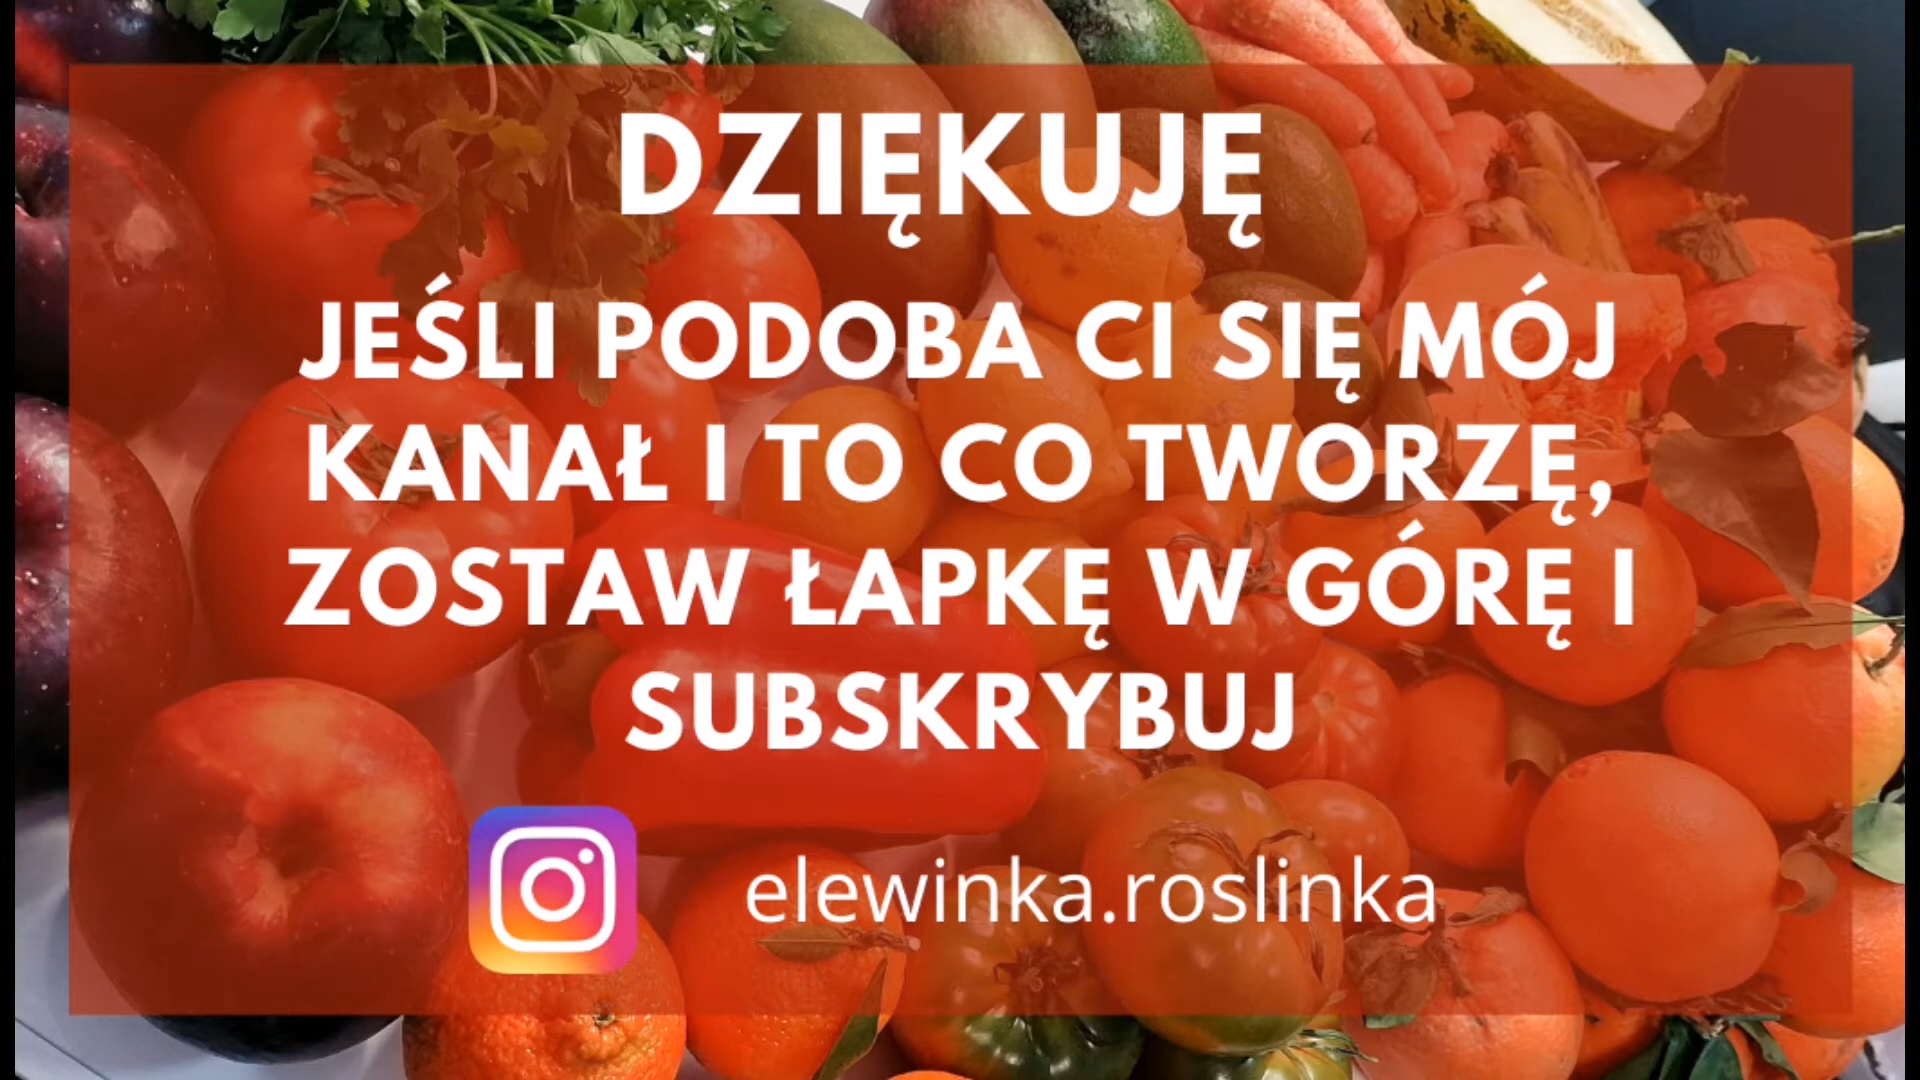 DZIĘKUJĘ
JEŚLI PODOBA CI SIĘ MÓJ
KANAŁ I TO CO TWORZĘ,
ZOSTAW ŁAPKĘ W GÓRĘ I
SUBSKRYBUJ
elewinka.roslinka